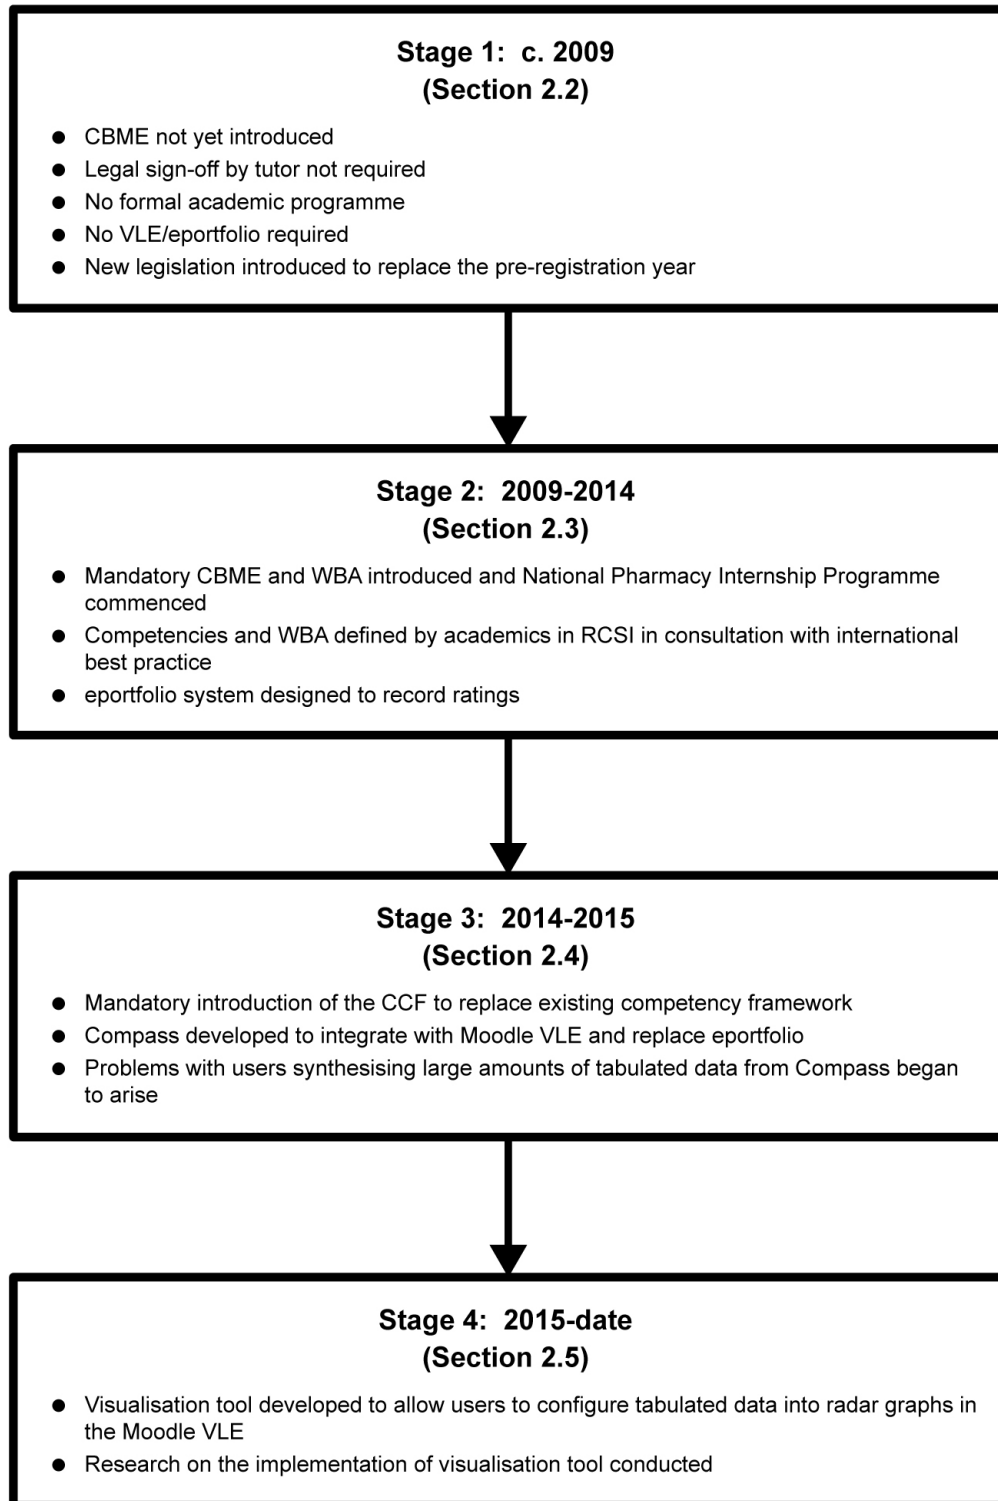 Stage 1: c. 2009
(Section 2.2)
● CBME not yet introduced
● Legal sign-off by tutor not required
● No formal academic programme
● No VLE/eportfolio required
● New legislation introduced to replace the pre-registration year
Stage 2: 2009-2014
(Section 2.3)
● Mandatory CBME and WBA introduced and National Pharmacy Internship Programme
commenced
● Competencies and WBA defined by academics in RCSI in consultation with international
best practice
● eportfolio system designed to record ratings
Stage 3: 2014-2015
(Section 2.4)
● Mandatory introduction of the CCF to replace existing competency framework
● Compass developed to integrate with Moodle VLE and replace eportfolio
● Problems with users synthesising large amounts of tabulated data from Compass began
to arise
Stage 4: 2015-date
(Section 2.5)
● Visualisation tool developed to allow users to configure tabulated data into radar graphs in
the Moodle VLE
● Research on the implementation of visualisation tool conducted